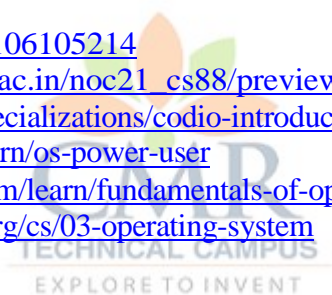 106105214
ac.in/noc21_cs88/preview
ecializations/codio-introduc
rn/os-power-user
m/learn/fundamentals-of-op
rg/cs/03-operating-system
CMR
TECHNICAL CAMPUS
EXPLORE TO INVENT